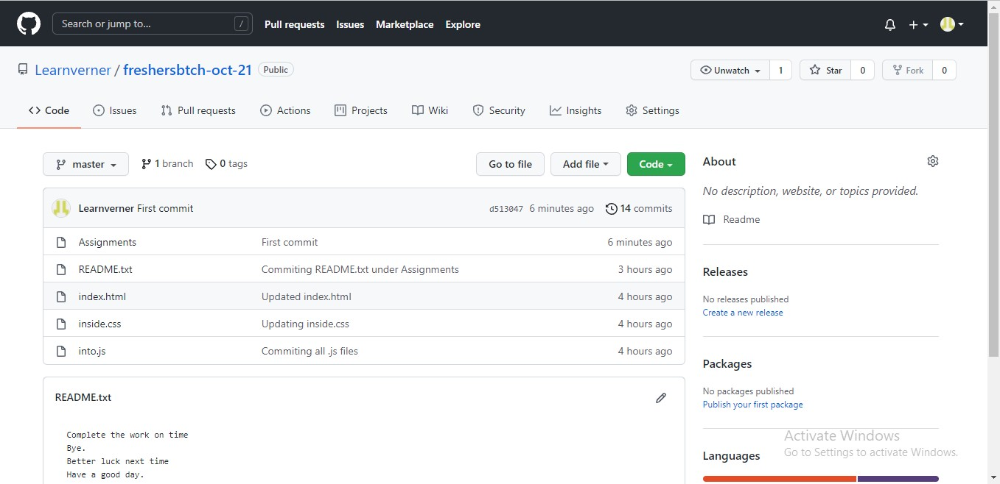 Search or jump to... /
Pull requests Issues Marketplace Explore
Learnverner / freshersbtch-oct-21 Public
Unwatch 1 Star 0 Fork 0
Code Issues Pull requests Actions Projects Wiki Security Insights Settings
master 1 branch 0 tags Go to file Add file Code
Learnverner First commit d513047 6 minutes ago 14 commits
Assignments First commit 6 minutes ago
README.txt Commiting README.txt under Assignments 3 hours ago
index.html Updated index.html 4 hours ago
inside.css Updating inside.css 4 hours ago
into.js Commiting all .js files 4 hours ago
README.txt
Complete the work on time
Bye.
Better luck next time
Have a good day.
About
No description, website, or topics provided.
Readme
Releases
No releases published
Create a new release
Packages
No packages published
Publish your first package
Languages
Activate Windows
Go to Settings to activate Windows.